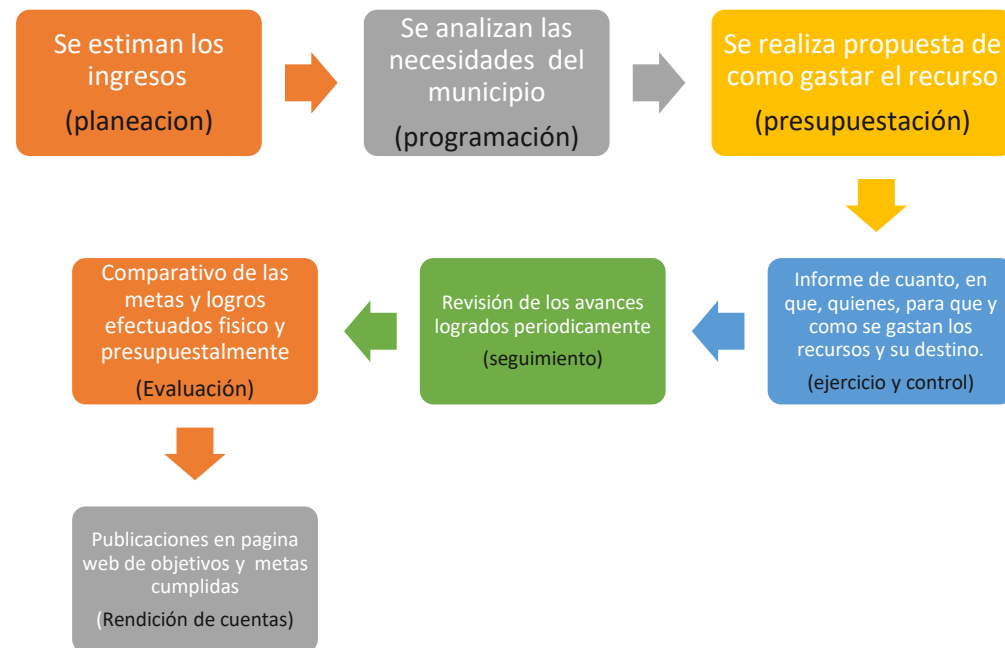 Se estiman los
ingresos
(planeacion)
Se analizan las
necesidades del
municipio
(programación)
Se realiza propuesta de
como gastar el recurso
(presupuestación)
Informe de cuanto, en
que, quienes, para que y
como se gastan los
recursos y su destino.
(ejercicio y control)
Revisión de los avances
logrados periodicamente
(seguimiento)
Comparativo de las
metas y logros
efectuados fisico y
presupuestalmente
(Evaluación)
Publicaciones en pagina
web de objetivos y metas
cumplidas
(Rendición de cuentas)